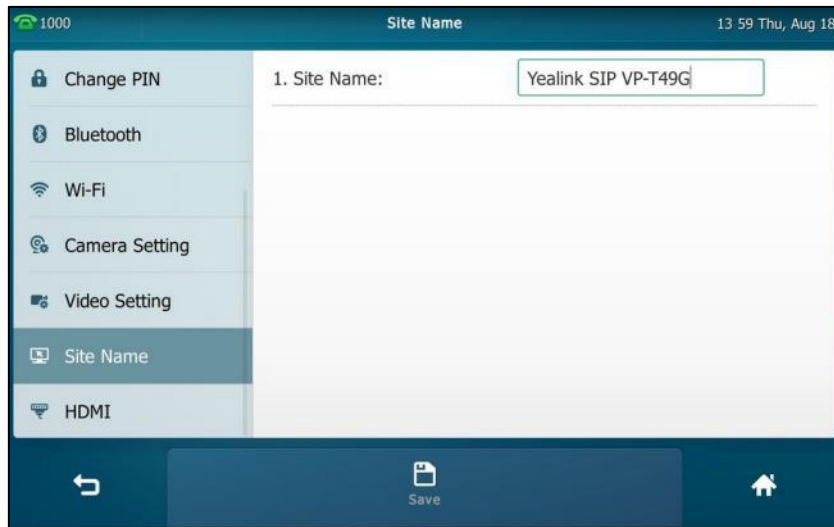 1000
Site Name
13 59 Thu, Aug 18
Change PIN
Bluetooth
Wi-Fi
Camera Setting
Video Setting
Site Name
HDMI
1. Site Name:
Yealink SIP VP-T49G
Save